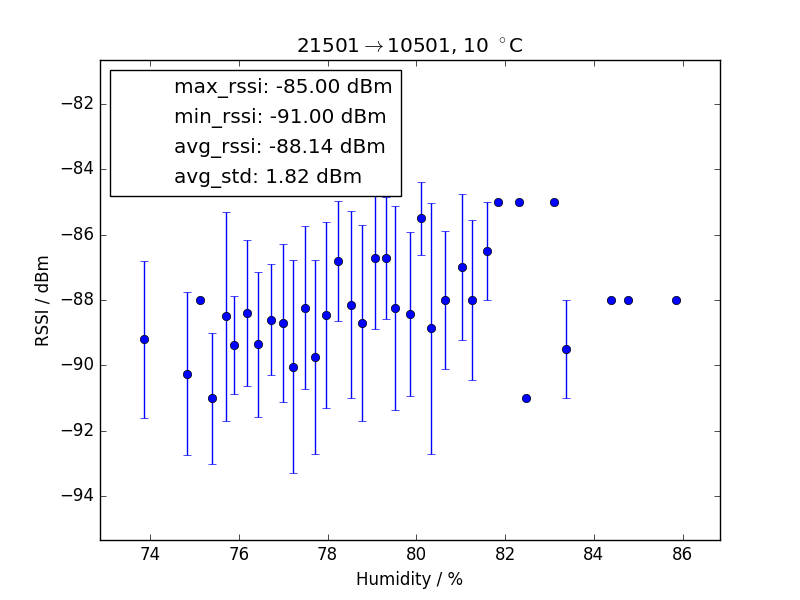 21501→10501, 10 °C
max_rssi: -85.00 dBm
min_rssi: -91.00 dBm
avg_rssi: -88.14 dBm
avg_std: 1.82 dBm
−82
−84
−86
−88
−90
−92
−94
RSSI / dBm
74 76 78 80 82 84 86
Humidity / %